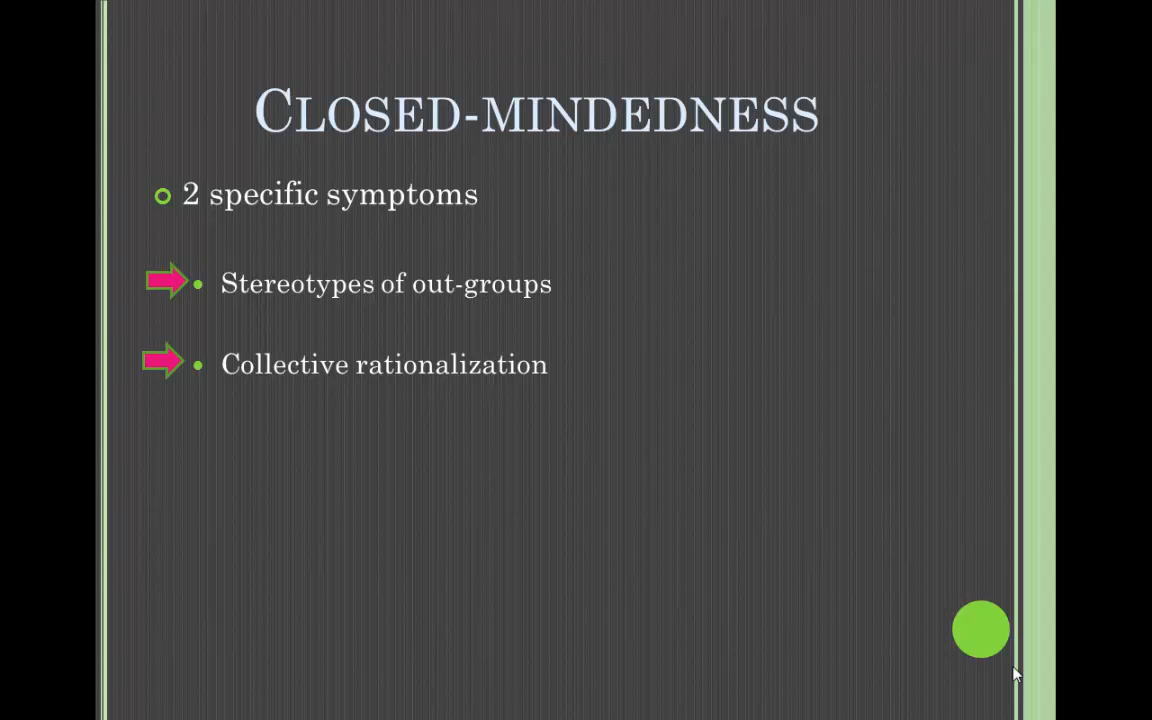 CLOSED-MINDEDNESS
2 specific symptoms
Stereotypes of out-groups
Collective rationalization